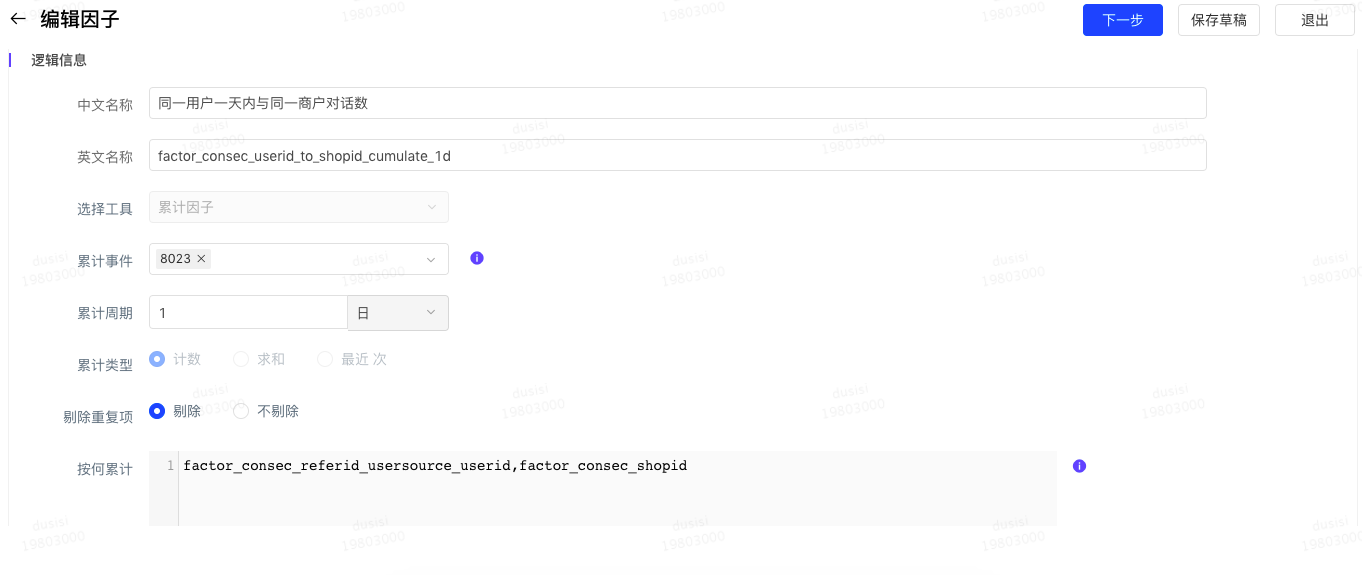 编辑因子
下一步
保存草稿
退出
逻辑信息
中文名称
同一用户一天内与同一商户对话数
英文名称
factor_consec_userid_to_shopid_cumulate_1d
选择工具
累计因子
累计事件
8023 ×
累计周期
1
日
累计类型
计数
求和
最近 次
剔除重复项
剔除
不剔除
按何累计
1
factor_consec_referid_usersource_userid,factor_consec_shopid
dusisi
19803000